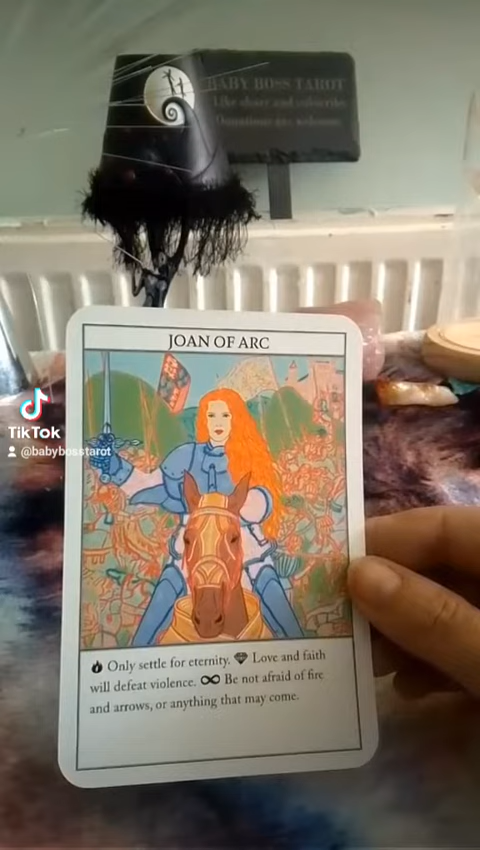 BABY BOSS TAROT
Like share and subscribe
Donations are welcome
JOAN OF ARC
TikTok
@babybosstarot
Only settle for eternity. Love and faith
will defeat violence. Be not afraid of fire
and arrows, or anything that may come.